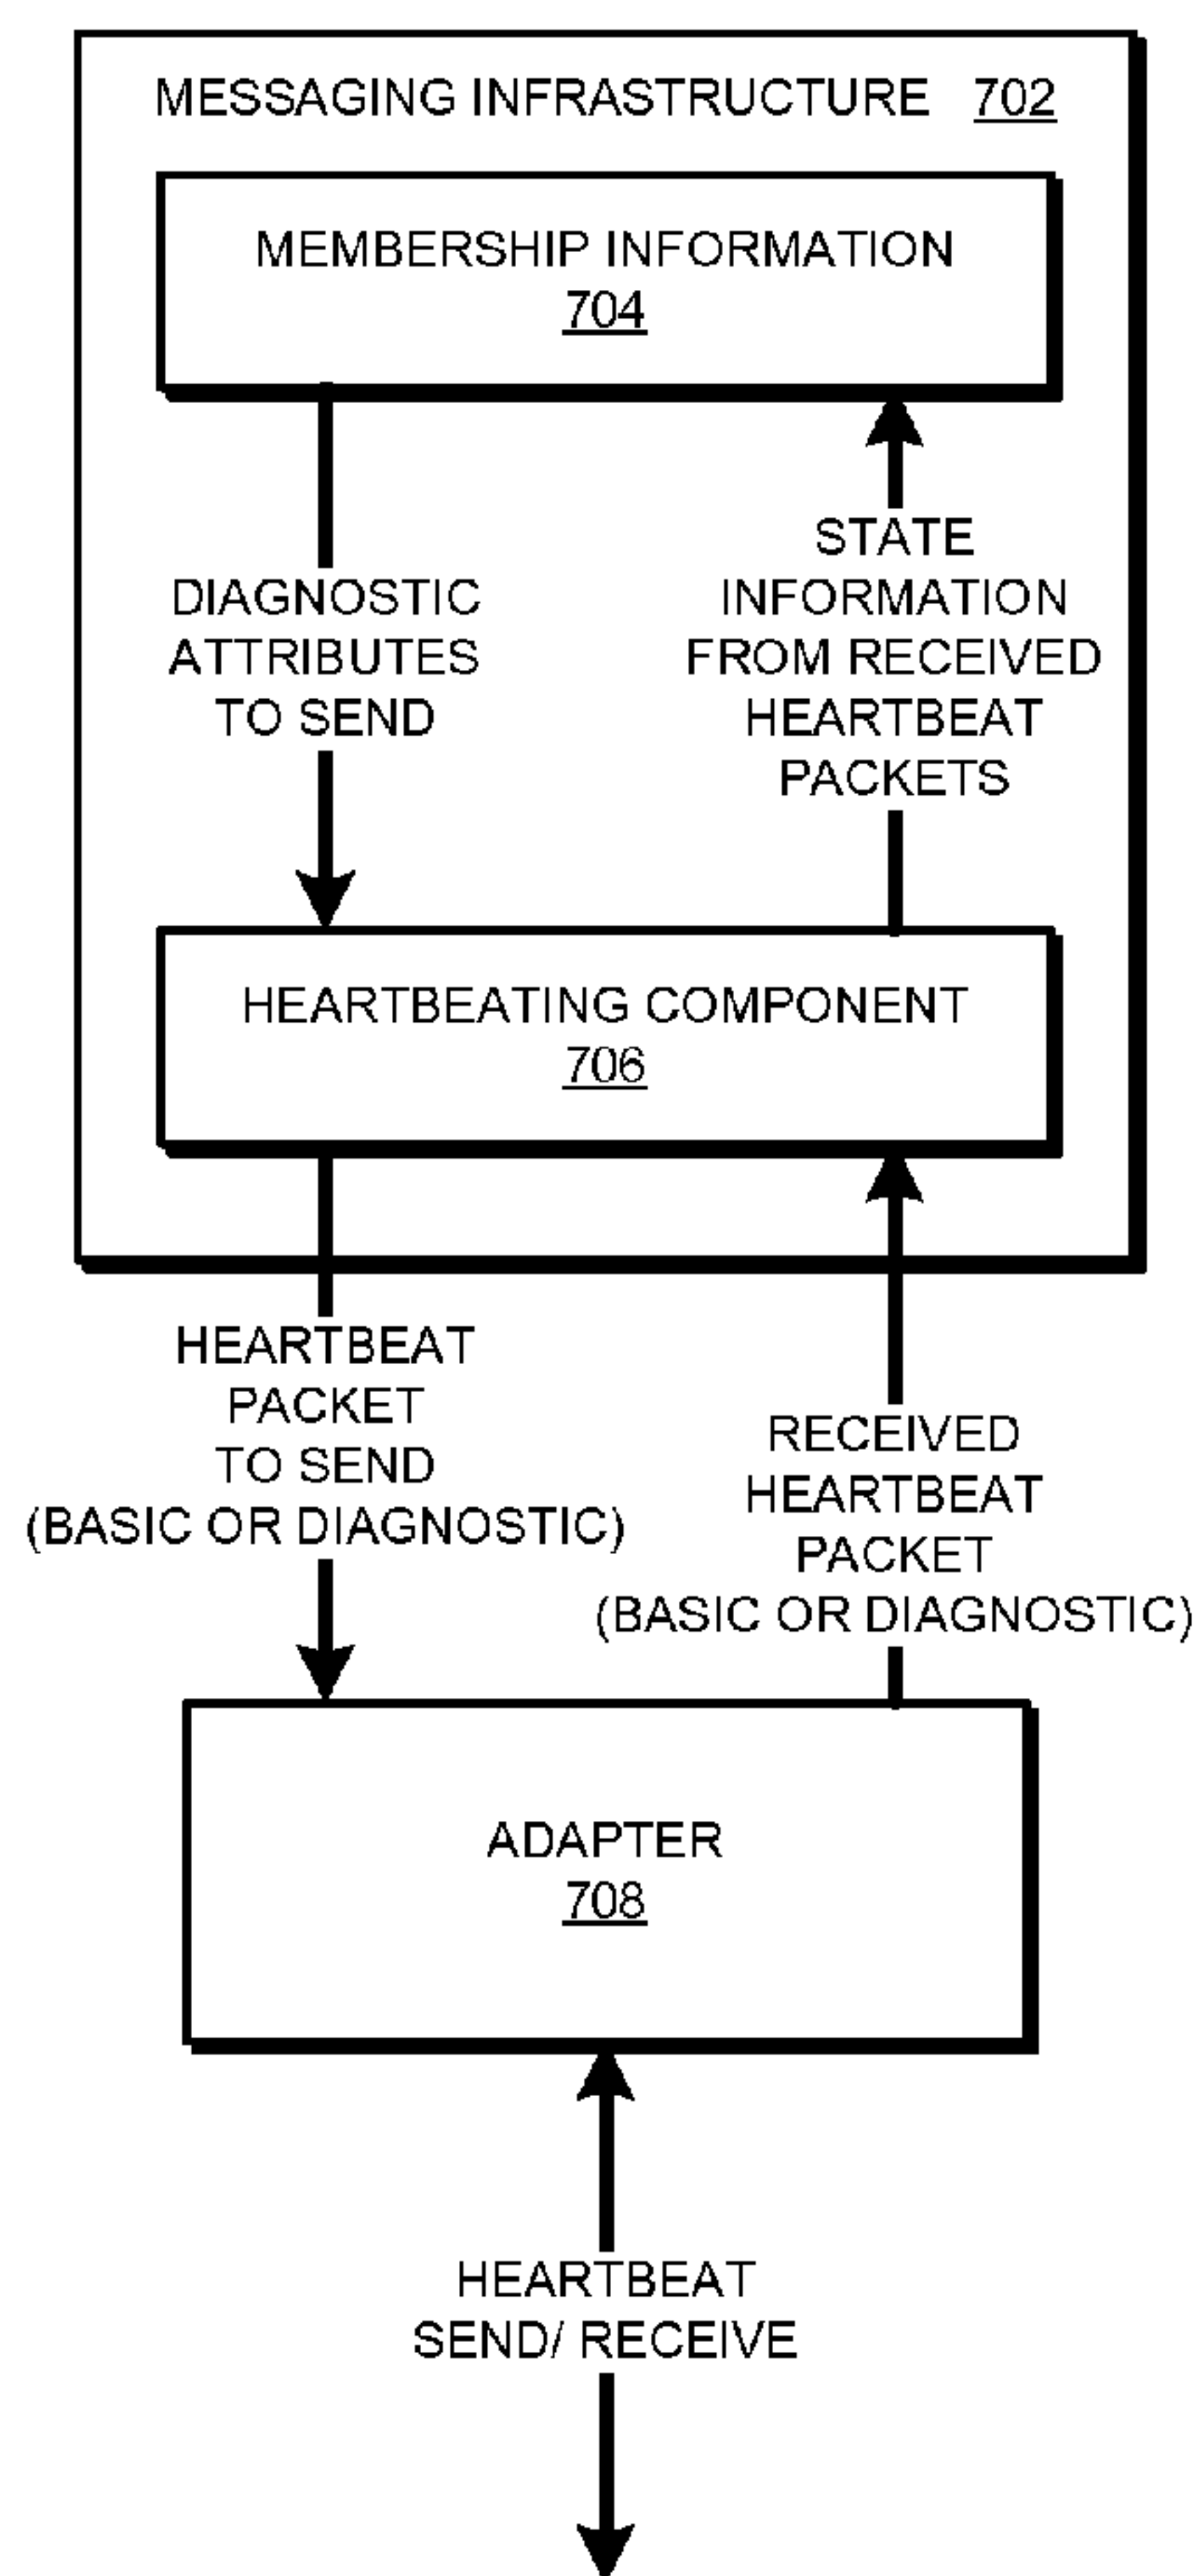 MESSAGING INFRASTRUCTURE 702
MEMBERSHIP INFORMATION
704
DIAGNOSTIC
ATTRIBUTES
TO SEND
STATE
INFORMATION
FROM RECEIVED
HEARTBEAT
PACKETS
HEARTBEATING COMPONENT
706
HEARTBEAT
PACKET
TO SEND
(BASIC OR DIAGNOSTIC)
RECEIVED
HEARTBEAT
PACKET
(BASIC OR DIAGNOSTIC)
ADAPTER
708
HEARTBEAT
SEND/ RECEIVE